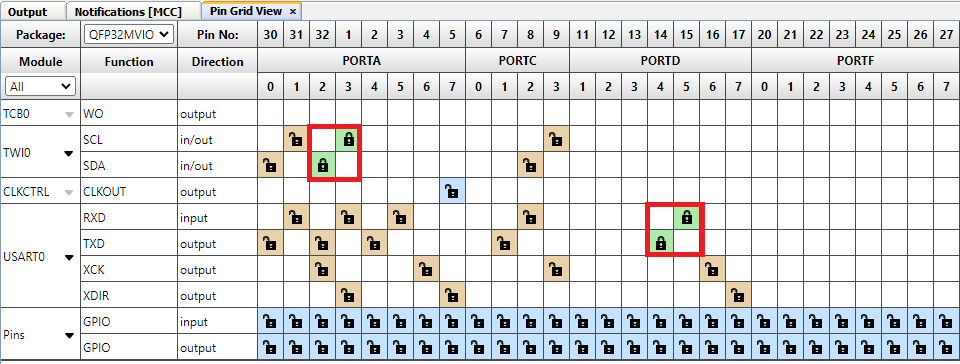 Output Notifications [MCC] Pin Grid View ×
Package: QFP32MVIO Pin No: 30 31 32 1 2 3 4 5 6 7 8 9 11 12 13 14 15 16 17 20 21 22 23 24 25 26 27
Module Function Direction PORTA PORTC PORTD PORTF
All 0 1 2 3 4 5 6 7 0 1 2 3 1 2 3 4 5 6 7 0 1 2 3 4 5 6 7
TCB0 WO output
TWI0 SCL in/out
SDA in/out
CLKCTRL CLKOUT output
USART0 RXD input
TXD output
XCK output
XDIR output
Pins GPIO input
GPIO output